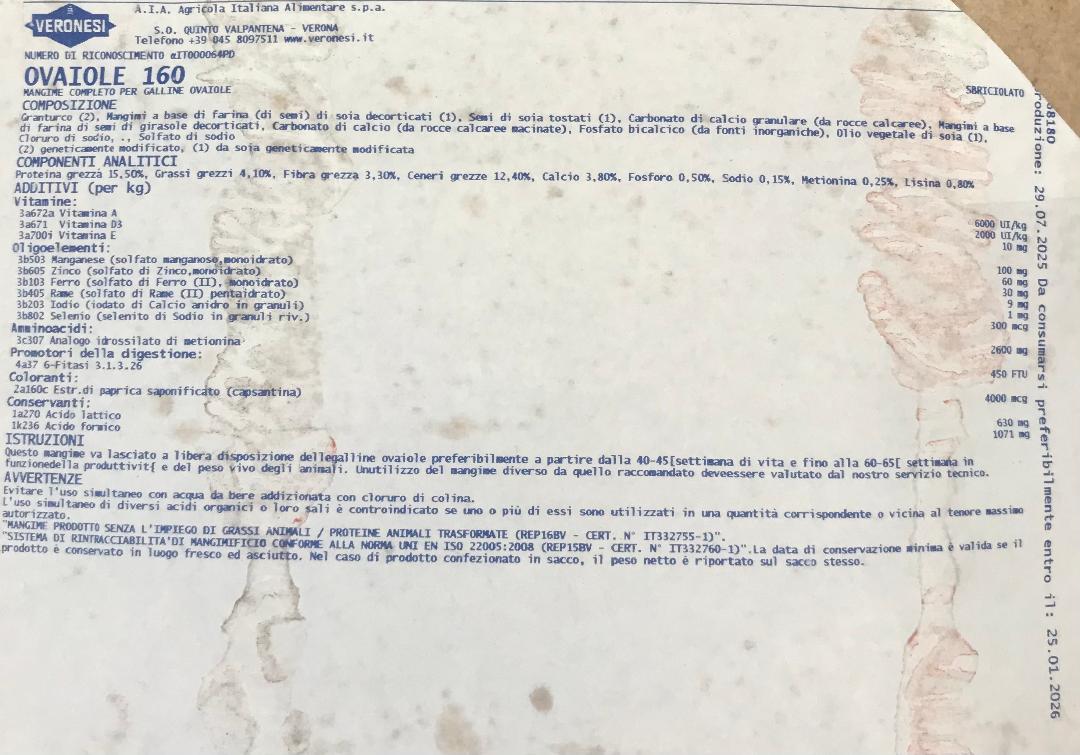 VERONESI
A.I.A. Agricola Italiana Alimentare s.p.a.
S.O. QUINTO VALPANTENA - VERONA
Telefono +39 045 8097511 www.veronesi.it
NUMERO DI RICONOSCIMENTO αIT000064PD
OVAIOLE 160
MANGIME COMPLETO PER GALLINE OVAIOLE
SBRICIOLATO
COMPOSIZIONE
Granturco (2), Mangimi a base di farina (di semi) di soia decorticati (1), Semi di soia tostati (1), Carbonato di calcio granulare (da rocce calcaree), Mangimi a base
di farina di semi di girasole decorticati, Carbonato di calcio (da rocce calcaree macinate), Fosfato bicalcico (da fonti inorganiche), Olio vegetale di soia (1),
Cloruro di sodio, ., Solfato di sodio
(2) geneticamente modificato, (1) da soia geneticamente modificata
COMPONENTI ANALITICI
Proteina grezza 15,50%, Grassi grezzi 4,10%, Fibra grezza 3,30%, Ceneri grezze 12,40%, Calcio 3,80%, Fosforo 0,50%, Sodio 0,15%, Metionina 0,25%, Lisina 0,80%
ADDITIVI (per kg)
Vitamine:
3a672a Vitamina A 6000 UI/kg
3a671 Vitamina D3 2000 UI/kg
3a700i Vitamina E 10 mg
Oligoelementi:
3b503 Manganese (solfato manganoso,monoidrato) 100 mg
3b605 Zinco (solfato di Zinco,monoidrato) 60 mg
3b103 Ferro (solfato di Ferro (II), monoidrato) 30 mg
3b405 Rame (solfato di Rame (II) pentaidrato) 9 mg
3b203 Iodio (iodato di Calcio anidro in granuli) 1 mg
3b802 Selenio (selenito di Sodio in granuli riv.) 300 mcg
Aminoacidi:
3c307 Analogo idrossilato di metionina 2600 mg
Promotori della digestione:
4a37 6-Fitasi 3.1.3.26 450 FTU
Coloranti:
2a160c Estr.di paprica saponificato (capsantina) 4000 mcg
Conservanti:
1a270 Acido lattico 630 mg
1k236 Acido formico 1071 mg
ISTRUZIONI
Questo mangime va lasciato a libera disposizione dellegalline ovaiole preferibilmente a partire dalla 40-45[settimana di vita e fino alla 60-65[ settimana in
funzionedella produttivit{ e del peso vivo degli animali. Unutilizzo del mangime diverso da quello raccomandato deveessere valutato dal nostro servizio tecnico.
AVVERTENZE
Evitare l'uso simultaneo con acqua da bere addizionata con cloruro di colina.
L'uso simultaneo di diversi acidi organici o loro sali è controindicato se uno o più di essi sono utilizzati in una quantità corrispondente o vicina al tenore massimo
autorizzato.
"MANGIME PRODOTTO SENZA L'IMPIEGO DI GRASSI ANIMALI / PROTEINE ANIMALI TRASFORMATE (REP16BV - CERT. N° IT332755-1)".
"SISTEMA DI RINTRACCIABILITA'DI MANGIMIFICIO CONFORME ALLA NORMA UNI EN ISO 22005:2008 (REP15BV - CERT. N° IT332760-1)".La data di conservazione minima è valida se il
prodotto è conservato in luogo fresco ed asciutto. Nel caso di prodotto confezionato in sacco, il peso netto è riportato sul sacco stesso.
roduzione: 29.07.2025 Da consumarsi preferibilmente entro il: 25.01.2026